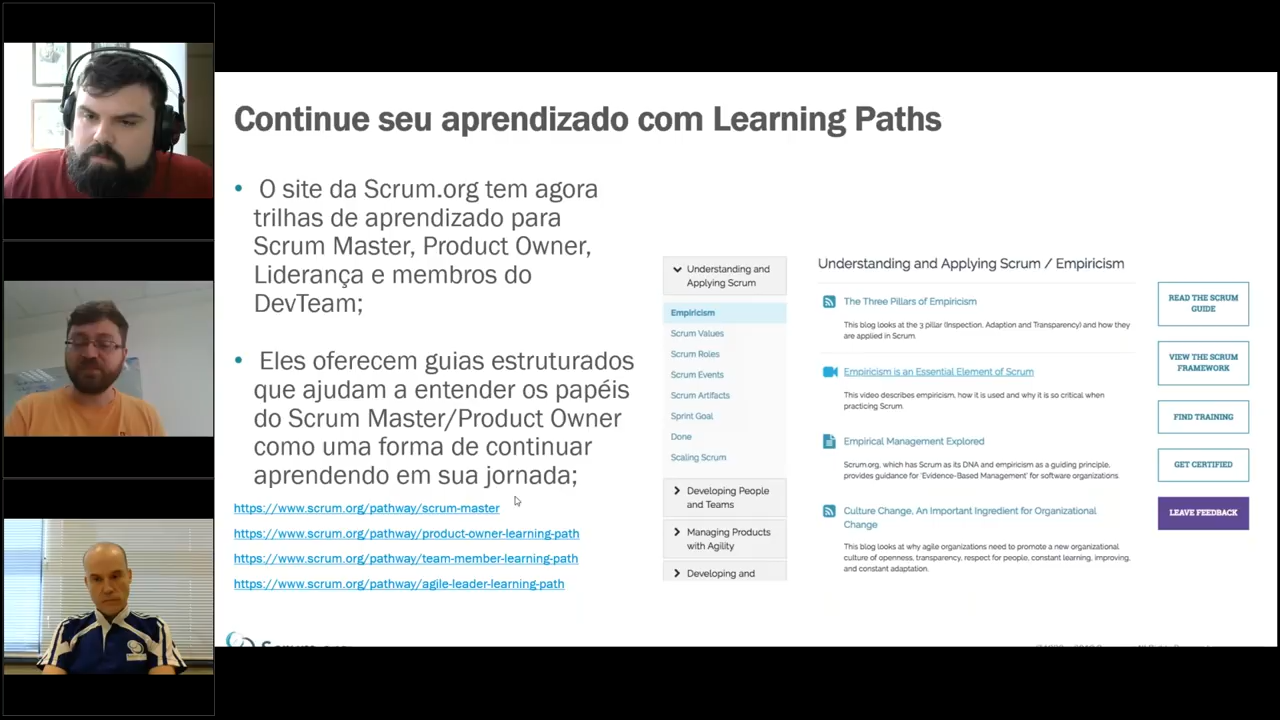 Continue seu aprendizado com Learning Paths
• O site da Scrum.org tem agora
trilhas de aprendizado para
Scrum Master, Product Owner,
Liderança e membros do
DevTeam;
• Eles oferecem guias estruturados
que ajudam a entender os papéis
do Scrum Master/Product Owner
como uma forma de continuar
aprendendo em sua jornada;
https://www.scrum.org/pathway/scrum-master
https://www.scrum.org/pathway/product-owner-learning-path
https://www.scrum.org/pathway/team-member-learning-path
https://www.scrum.org/pathway/agile-leader-learning-path
Understanding and
Applying Scrum
Empiricism
Scrum Values
Scrum Roles
Scrum Events
Scrum Artifacts
Sprint Goal
Done
Scaling Scrum
Developing People
and Teams
Managing Products
with Agility
Developing and
Understanding and Applying Scrum / Empiricism
The Three Pillars of Empiricism
This blog looks at the 3 pillar (Inspection, Adaption and Transparency) and how they
are applied in Scrum.
Empiricism is an Essential Element of Scrum
This video describes empiricism, how it is used and why it is so critical when
practicing Scrum.
Empirical Management Explored
Scrum.org, which has Scrum as its DNA and empiricism as a guiding principle,
provides guidance for 'Evidence-Based Management' for software organizations.
Culture Change, An Important Ingredient for Organizational
Change
This blog looks at why agile organizations need to promote a new organizational
culture of openness, transparency, respect for people, constant learning, improving,
and constant adaptation.
READ THE SCRUM
GUIDE
VIEW THE SCRUM
FRAMEWORK
FIND TRAINING
GET CERTIFIED
LEAVE FEEDBACK